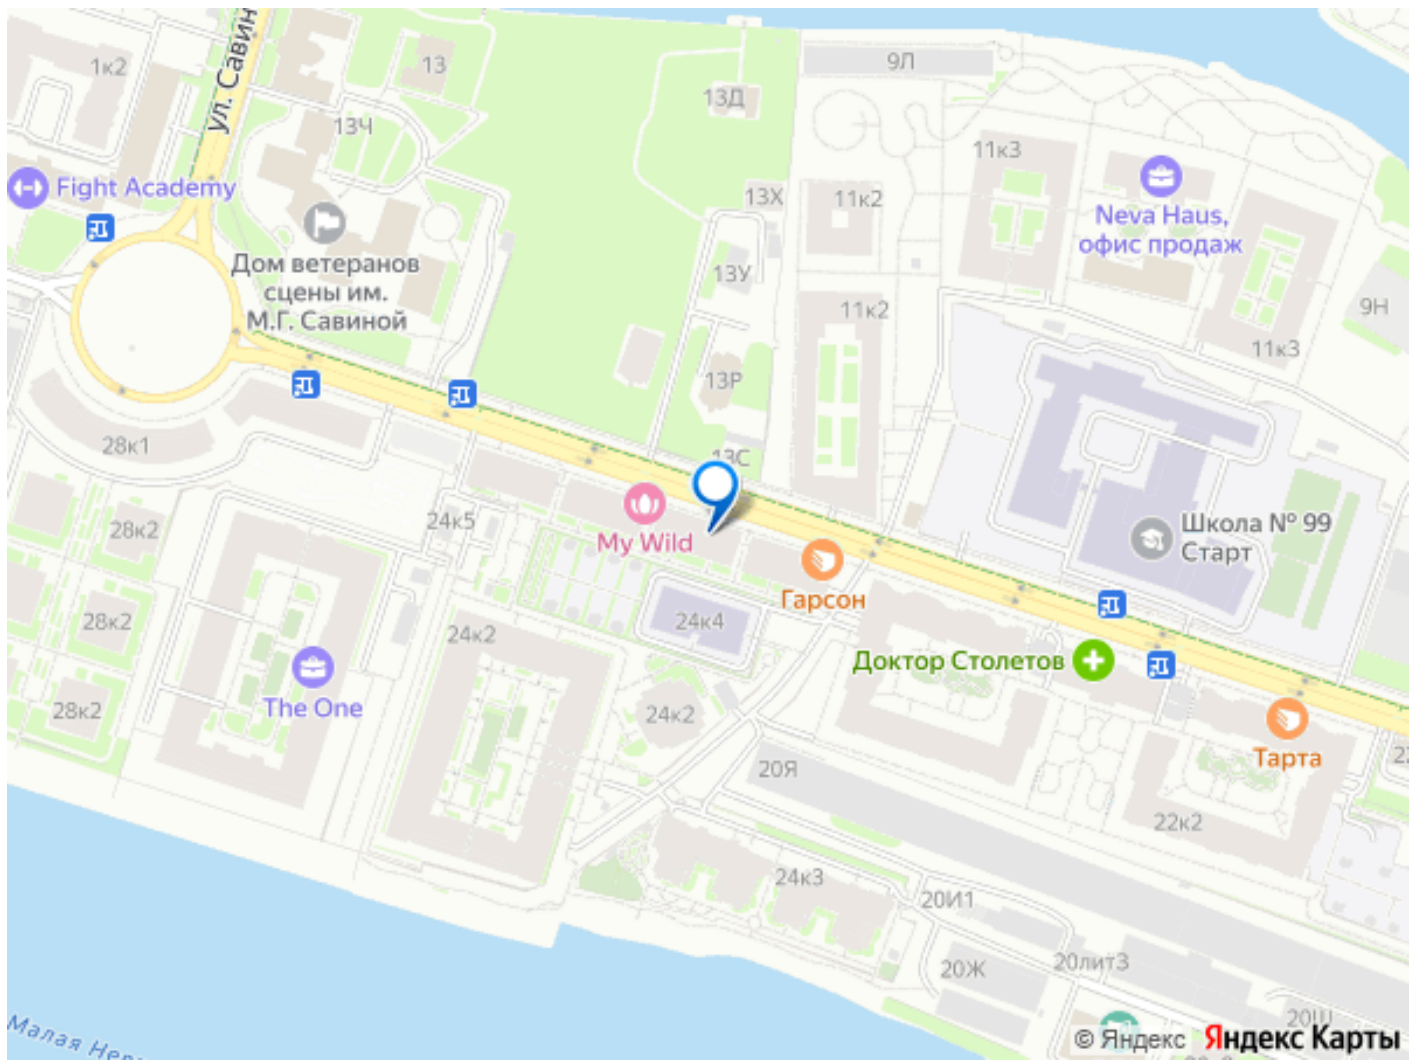 ул. Савин
1к2
13
9Л
13Д
13Ч
11к3
Fight Academy
13Х
11к2
Neva Haus,
офис продаж
Дом ветеранов
сцены им.
М.Г. Савиной
13У
11к2
9Н
11к3
13Р
28к1
13С
28к2
24к5
My Wild
Школа № 99
Старт
Гарсон
28к2
24к2
24к4
Доктор Столетов
The One
28к2
24к2
Тарта
20Я
22к2
24к3
20И1
20Ж
20лит3
20Ш
Малая
© Яндекс
Яндекс Карты